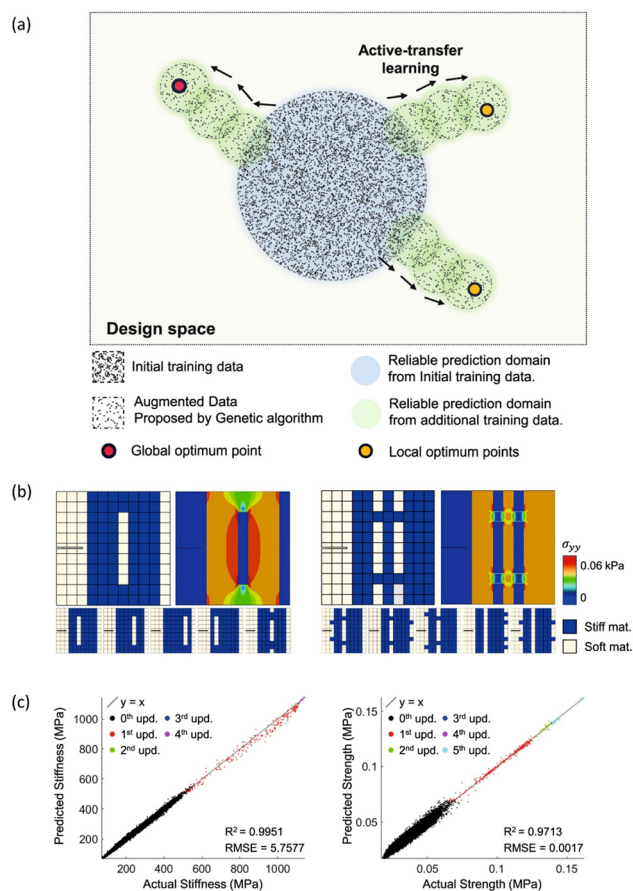 (a)
Active-transfer
learning
Design space
Initial training data
Reliable prediction domain
from Initial training data.
Augmented Data
Proposed by Genetic algorithm
Reliable prediction domain
from additional training data.
Global optimum point
Local optimum points
(b)
σyy
0.06 kPa
0
Stiff mat.
Soft mat.
(c)
y = x
0th upd.
3rd upd.
1st upd.
4th upd.
2nd upd.
1000
800
600
400
200
Predicted Stiffness (MPa)
R² = 0.9951
RMSE = 5.7577
200
400
600
800
1000
Actual Stiffness (MPa)
y = x
0th upd.
3rd upd.
1st upd.
4th upd.
2nd upd.
5th upd.
0.15
0.1
0.05
Predicted Strength (MPa)
R² = 0.9713
RMSE = 0.0017
0.05
0.1
0.15
Actual Strength (MPa)